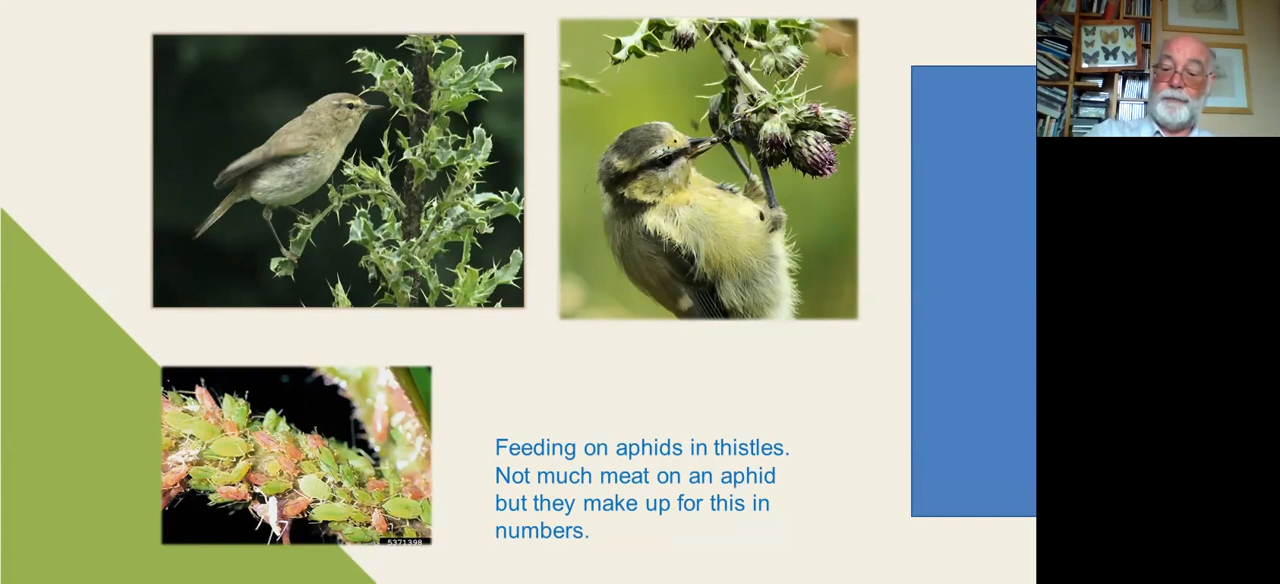 5371398
Feeding on aphids in thistles.
Not much meat on an aphid
but they make up for this in
numbers.